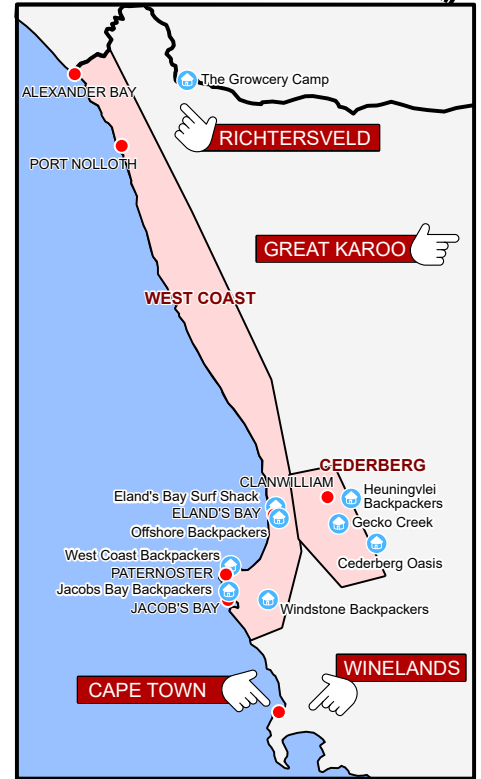 The Growcery Camp
ALEXANDER BAY
RICHTERSVELD
PORT NOLLOTH
GREAT KAROO
WEST COAST
CEDERBERG
CLANWILLIAM
Heuningvlei
Backpackers
Eland's Bay Surf Shack
ELAND'S BAY
Gecko Creek
Offshore Backpackers
Cederberg Oasis
West Coast Backpackers
PATERNOSTER
Jacobs Bay Backpackers
JACOB'S BAY
Windstone Backpackers
WINELANDS
CAPE TOWN